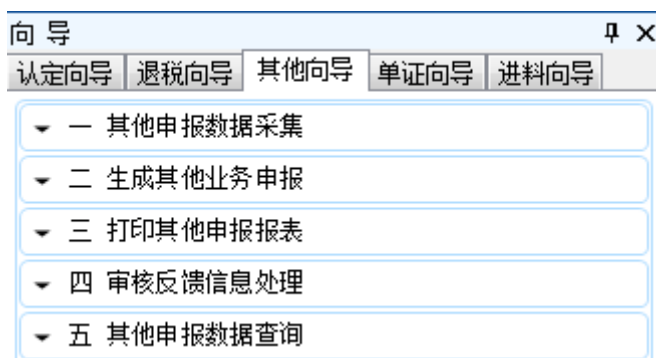 向 导
认定向导 退税向导 其他向导 单证向导 进料向导
一 其他申报数据采集
二 生成其他业务申报
三 打印其他申报报表
四 审核反馈信息处理
五 其他申报数据查询